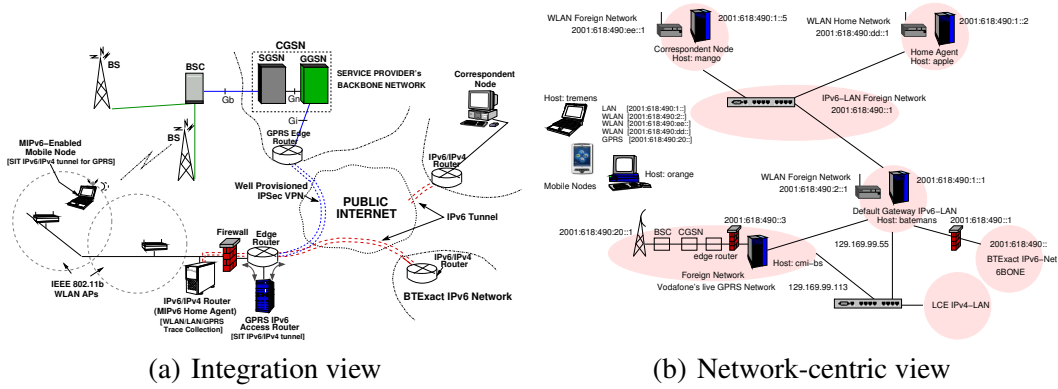 CGSN
SGSN
GGSN
BS
BSC
Gb
Gn
Gi
SERVICE PROVIDER's
BACKBONE NETWORK
Correspondent
Node
GPRS Edge
Router
BS
MIPv6-Enabled
Mobile Node
[SIT IPv6/IPv4 tunnel for GPRS]
Well Provisioned
IPSec VPN
IPv6/IPv4
Router
PUBLIC
INTERNET
IPv6 Tunnel
Firewall
Edge
Router
IPv6/IPv4
Router
IEEE 802.11b
WLAN APs
IPv6/IPv4 Router
(MIPv6 Home Agent)
[WLAN/LAN/GPRS
Trace Collection]
GPRS IPv6
Access Router
[SIT IPv6/IPv4 tunnel]
BTExact IPv6 Network
(a) Integration view
WLAN Foreign Network
2001:618:490:ee::1
2001:618:490:1::5
Correspondent Node
Host: mango
WLAN Home Network
2001:618:490:dd::1
2001:618:490:1::2
Home Agent
Host: apple
IPv6-LAN Foreign Network
2001:618:490:1::1
Host: tremens
LAN [2001:618:490:1::]
WLAN [2001:618:490:2::]
WLAN [2001:618:490:ee::]
WLAN [2001:618:490:dd::]
GPRS [2001:618:490:20::]
Mobile Nodes
Host: orange
WLAN Foreign Network
2001:618:490:2::1
2001:618:490:1::1
Default Gateway IPv6-LAN
Host: batemans
2001:618:490:20::1
BSC
CGSN
edge router
2001:618:490::3
Host: cmi-bs
Foreign Network
Vodafone's live GPRS Network
129.169.99.55
129.169.99.113
2001:618:490::1
2001:618:490::
BTExact IPv6-Net
6BONE
LCE IPv4-LAN
(b) Network-centric view